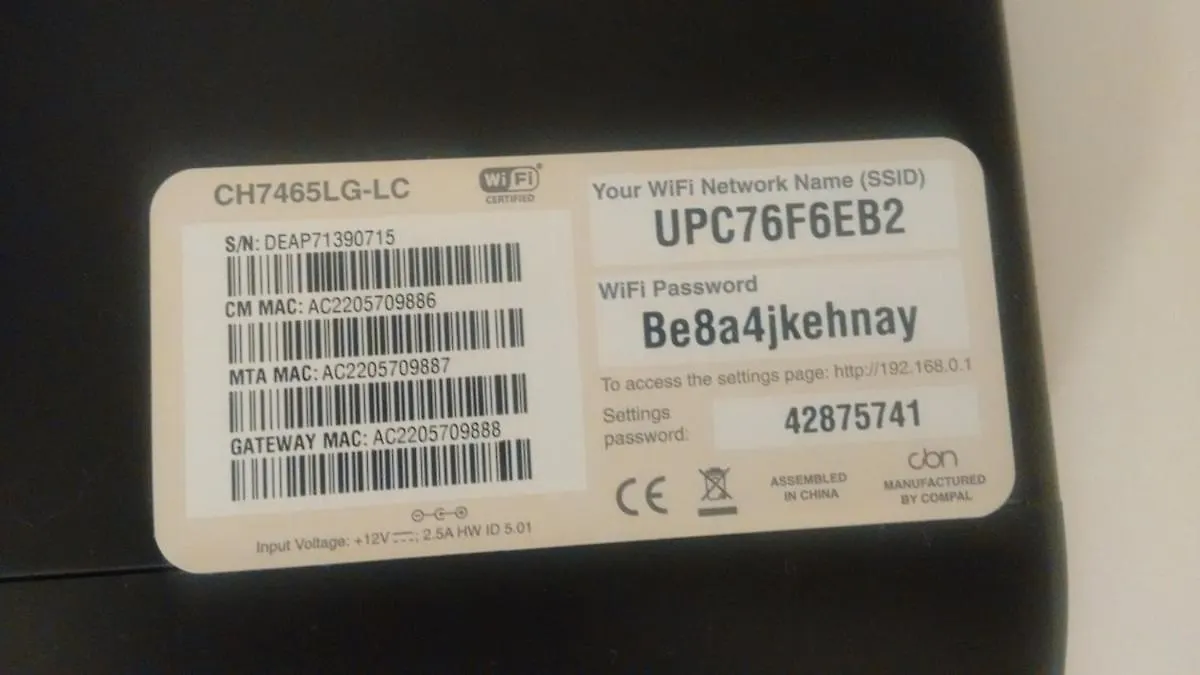 CH7465LG-LC
WiFi
CERTIFIED
S/N: DEAP71390715
CM MAC: AC2205709886
MTA MAC: AC2205709887
GATEWAY MAC: AC2205709888
Input Voltage: +12V⎓; 2.5A HW ID 5.01
Your WiFi Network Name (SSID)
UPC76F6EB2
WiFi Password
Be8a4jkehnay
To access the settings page: http://192.168.0.1
Settings
password:
42875741
CE
ASSEMBLED
IN CHINA
cbn
MANUFACTURED
BY COMPAL